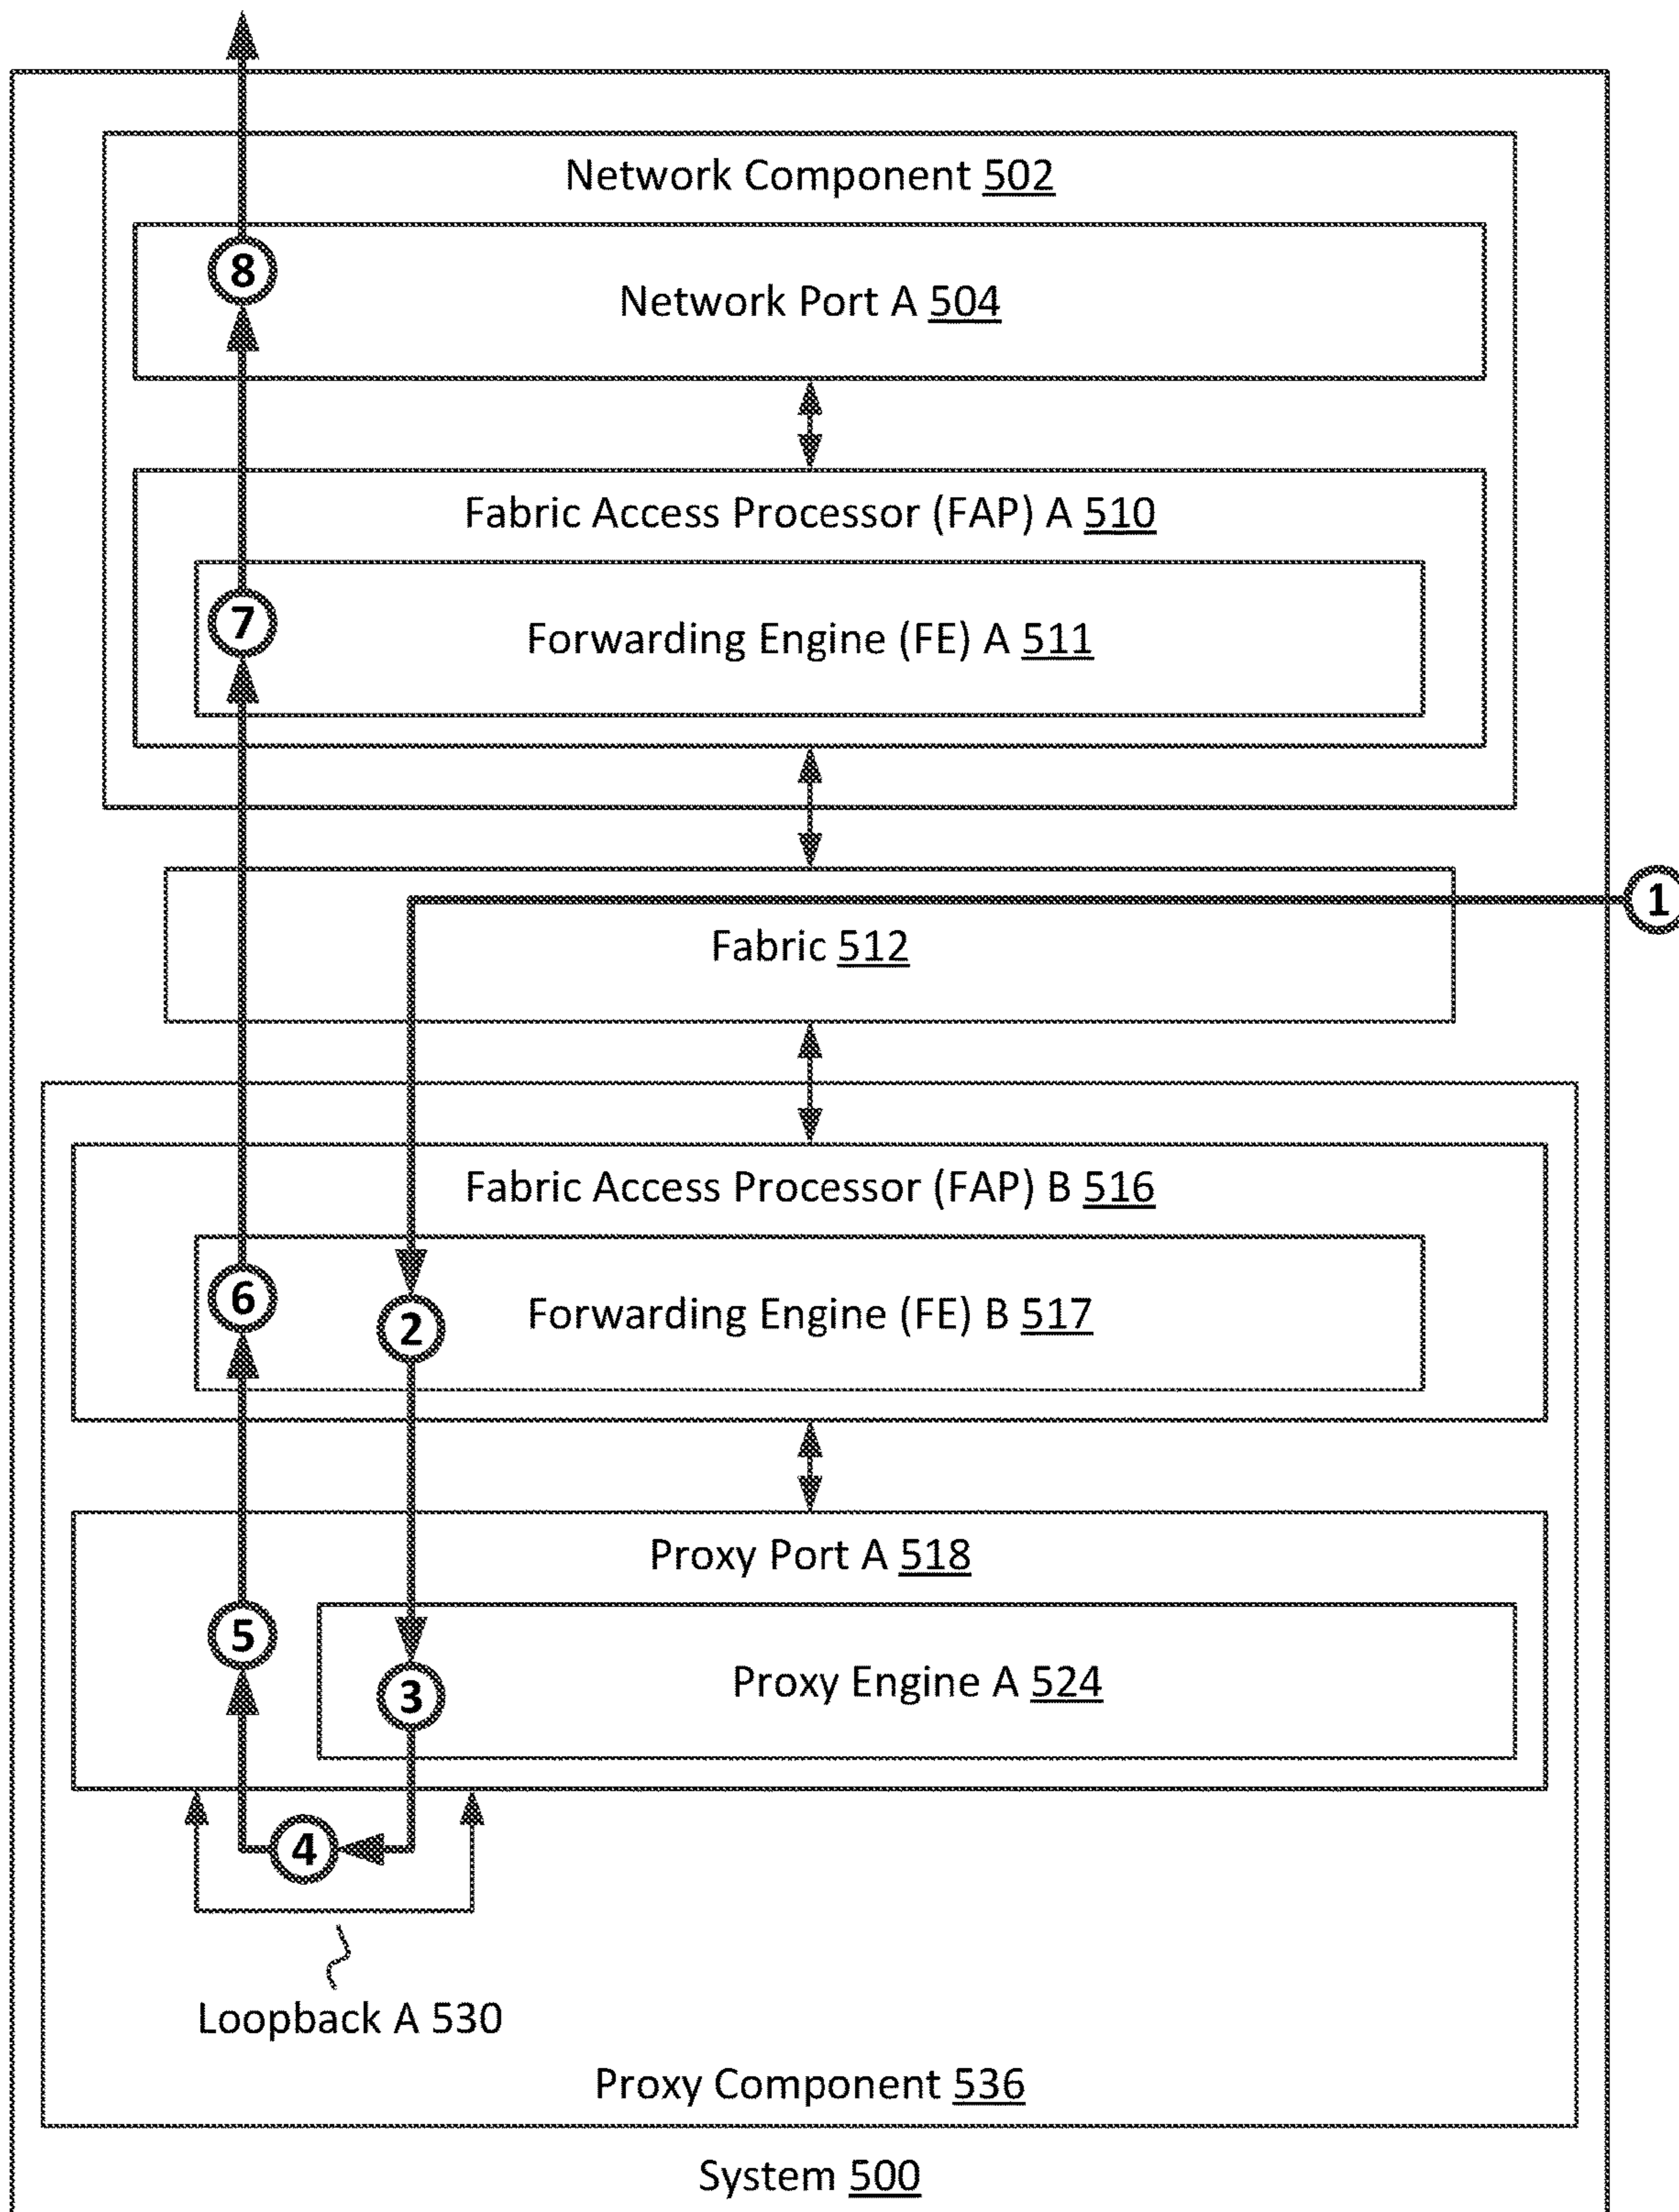 Network Component 502
8
Network Port A 504
Fabric Access Processor (FAP) A 510
7
Forwarding Engine (FE) A 511
1
Fabric 512
Fabric Access Processor (FAP) B 516
6
2
Forwarding Engine (FE) B 517
Proxy Port A 518
5
3
Proxy Engine A 524
4
Loopback A 530
Proxy Component 536
System 500